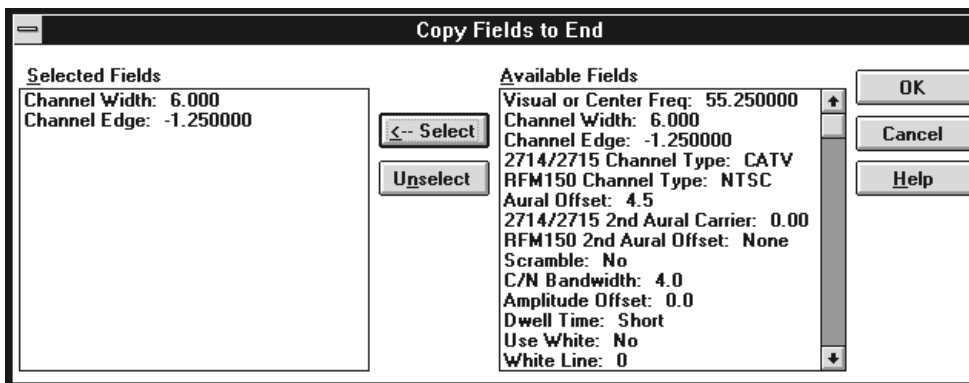 Copy Fields to End
Selected Fields
Channel Width: 6.000
Channel Edge: -1.250000
<-- Select
Unselect
Available Fields
Visual or Center Freq: 55.250000
Channel Width: 6.000
Channel Edge: -1.250000
2714/2715 Channel Type: CATV
RFM150 Channel Type: NTSC
Aural Offset: 4.5
2714/2715 2nd Aural Carrier: 0.00
RFM150 2nd Aural Offset: None
Scramble: No
C/N Bandwidth: 4.0
Amplitude Offset: 0.0
Dwell Time: Short
Use White: No
White Line: 0
OK
Cancel
Help